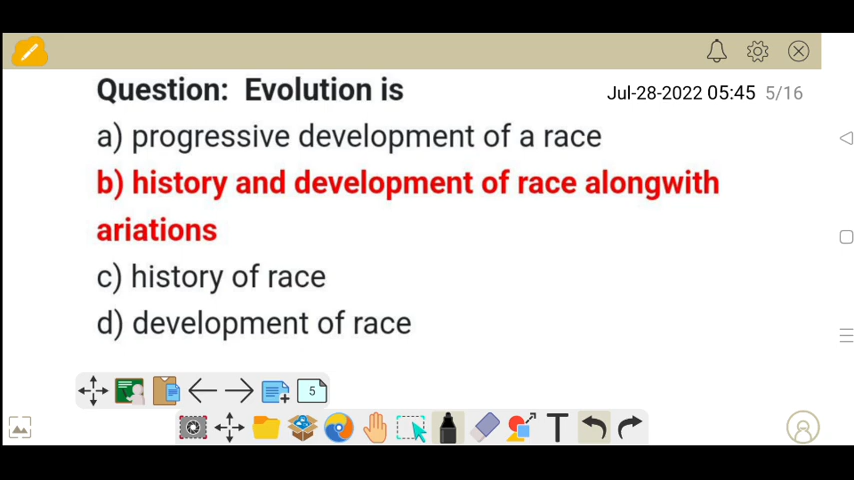 Question: Evolution is
Jul-28-2022 05:45 5/16
a) progressive development of a race
b) history and development of race alongwith
ariations
c) history of race
d) development of race
5
T